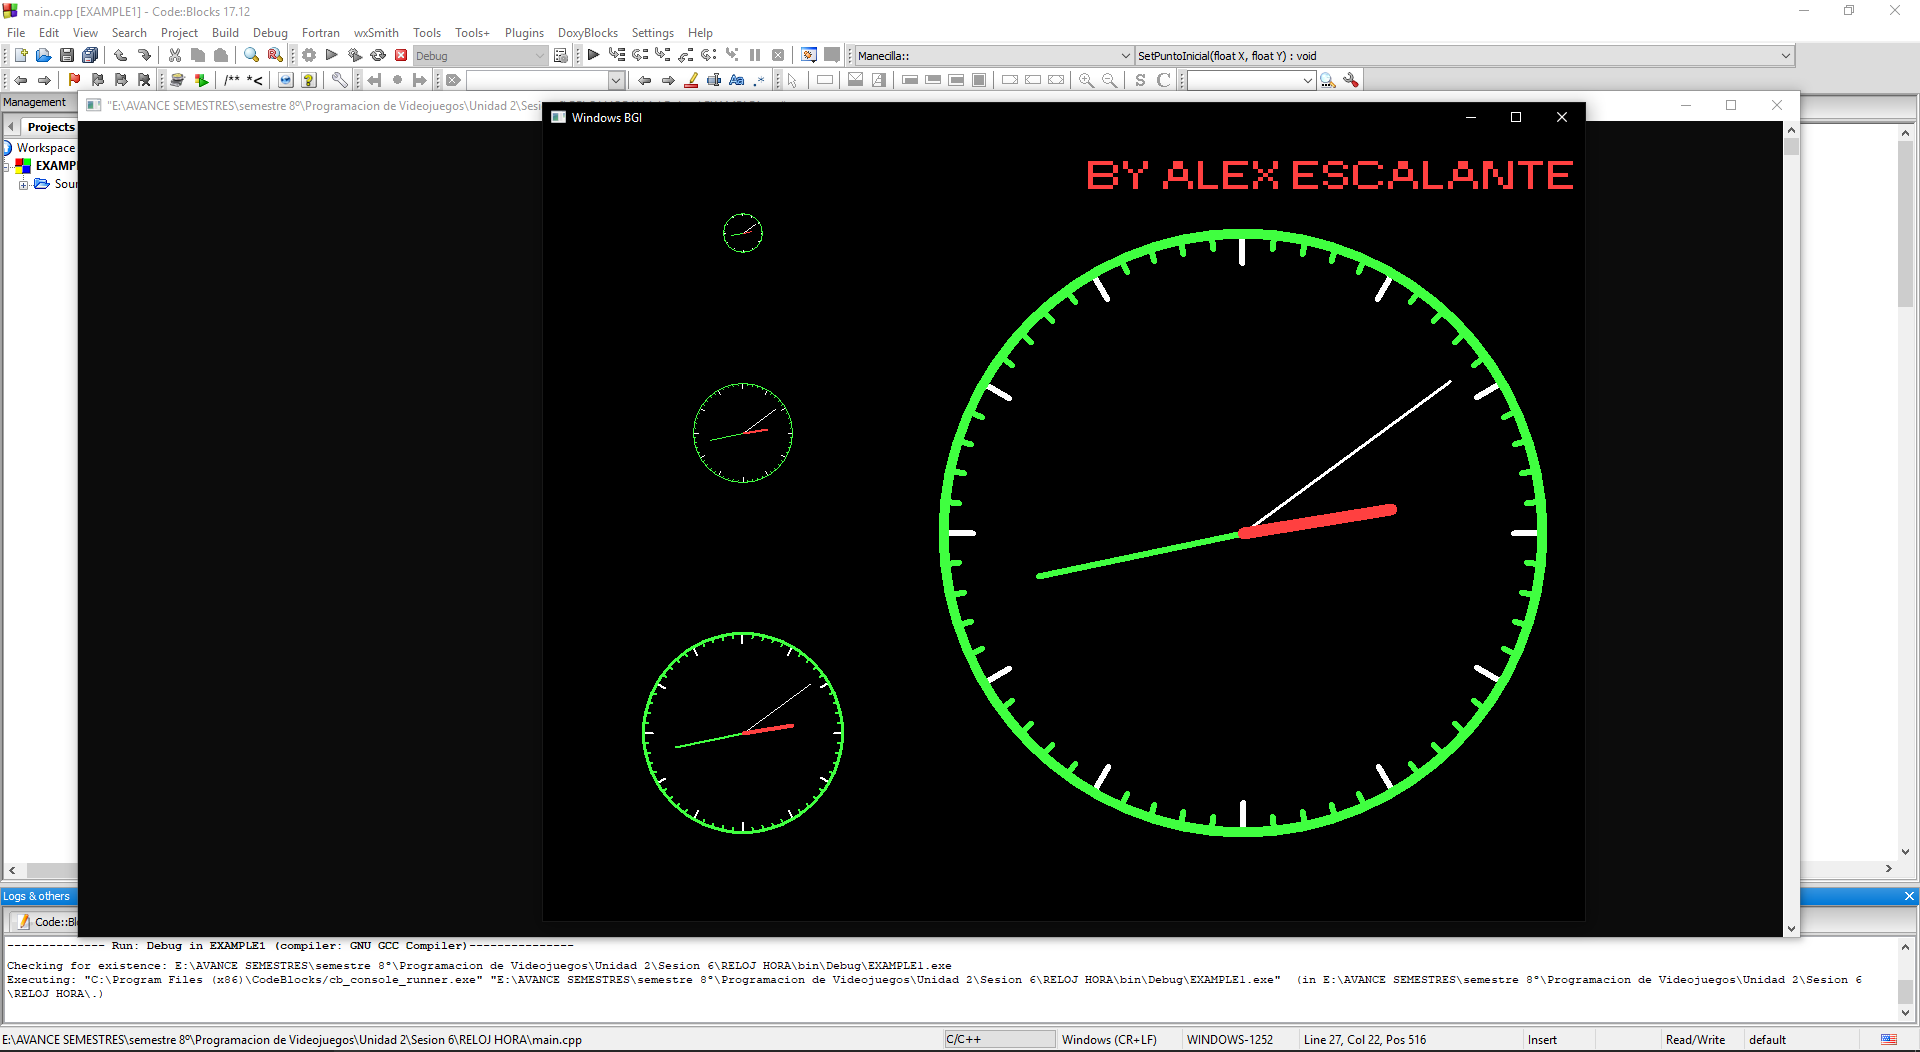 main.cpp [EXAMPLE1] - Code::Blocks 17.12
File Edit View Search Project Build Debug Fortran wxSmith Tools Tools+ Plugins DoxyBlocks Settings Help
Debug
Manecilla::
SetPuntoInicial(float X, float Y) : void
/** *<
Aa .*
S C
Management
"E:\AVANCE SEMESTRES\semestre 8º\Programacion de Videojuegos\Unidad 2\Sesi
Windows BGI
Projects
Workspace
EXAMP
Sour
BY ALEX ESCALANTE
Logs & others
Code::Bl
-------------- Run: Debug in EXAMPLE1 (compiler: GNU GCC Compiler)---------------
Checking for existence: E:\AVANCE SEMESTRES\semestre 8°\Programacion de Videojuegos\Unidad 2\Sesion 6\RELOJ HORA\bin\Debug\EXAMPLE1.exe
Executing: "C:\Program Files (x86)\CodeBlocks/cb_console_runner.exe" "E:\AVANCE SEMESTRES\semestre 8°\Programacion de Videojuegos\Unidad 2\Sesion 6\RELOJ HORA\bin\Debug\EXAMPLE1.exe"  (in E:\AVANCE SEMESTRES\semestre 8°\Programacion de Videojuegos\Unidad 2\Sesion 6
\RELOJ HORA\.)
E:\AVANCE SEMESTRES\semestre 8º\Programacion de Videojuegos\Unidad 2\Sesion 6\RELOJ HORA\main.cpp
C/C++
Windows (CR+LF)
WINDOWS-1252
Line 27, Col 22, Pos 516
Insert
Read/Write
default